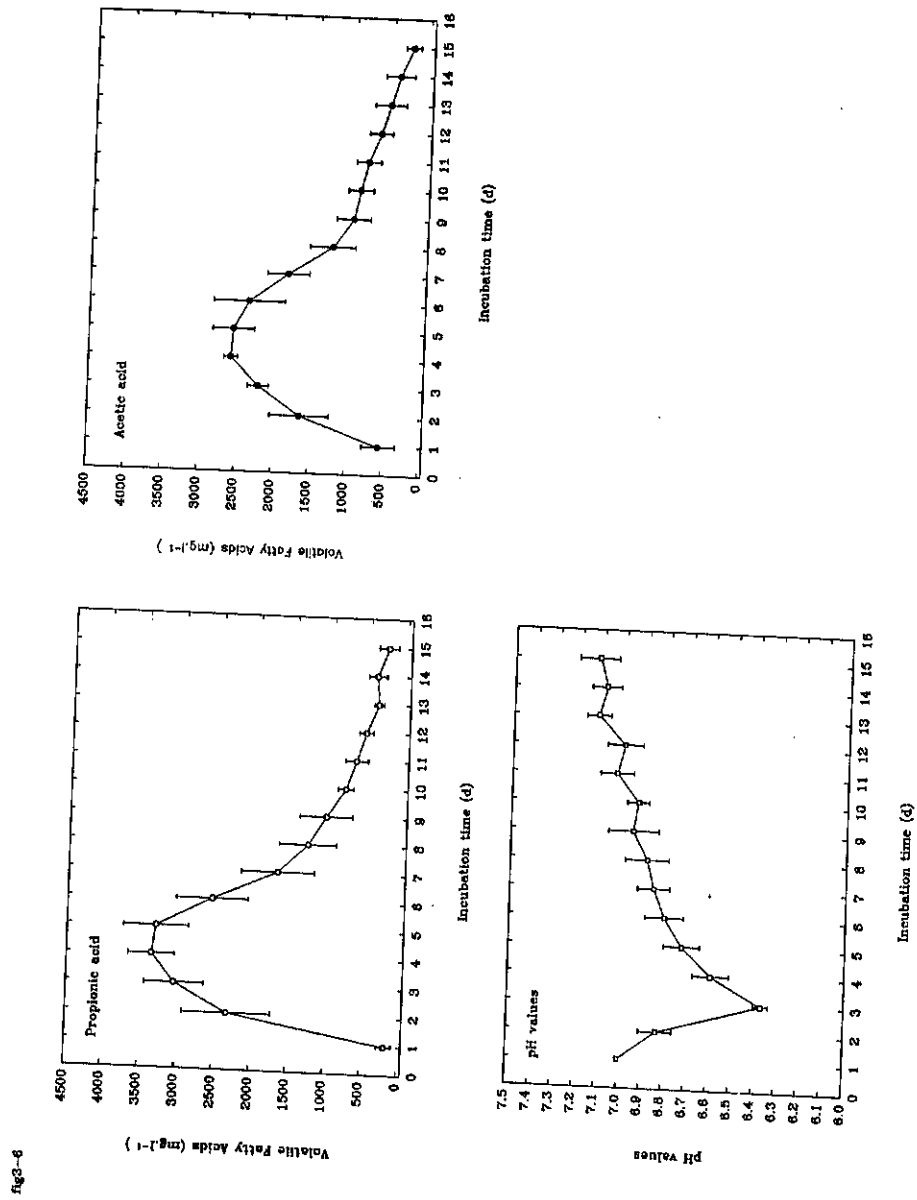 fig3-6
Propionic acid
Volatile Fatty Acids (mg.l⁻¹)
4500
4000
3500
3000
2500
2000
1500
1000
500
0
1 2 3 4 5 6 7 8 9 10 11 12 13 14 15 16
Incubation time (d)
Acetic acid
Volatile Fatty Acids (mg.l⁻¹ )
4500
4000
3500
3000
2500
2000
1500
1000
500
0
1 2 3 4 5 6 7 8 9 10 11 12 13 14 15 16
Incubation time (d)
pH values
pH values
7.5
7.4
7.3
7.2
7.1
7.0
6.9
6.8
6.7
6.6
6.5
6.4
6.3
6.2
6.1
6.0
1 2 3 4 5 6 7 8 9 10 11 12 13 14 15 16
Incubation time (d)